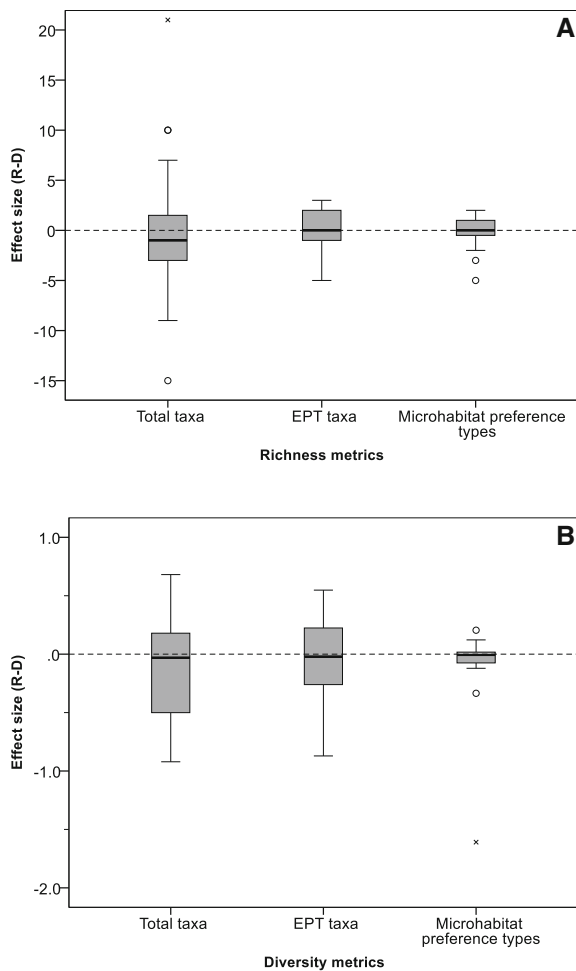 A
20
15
10
5
0
-5
-10
-15
Effect size (R-D)
Total taxa
EPT taxa
Microhabitat preference
types
Richness metrics
B
1.0
.0
-1.0
-2.0
Effect size (R-D)
Total taxa
EPT taxa
Microhabitat
preference types
Diversity metrics